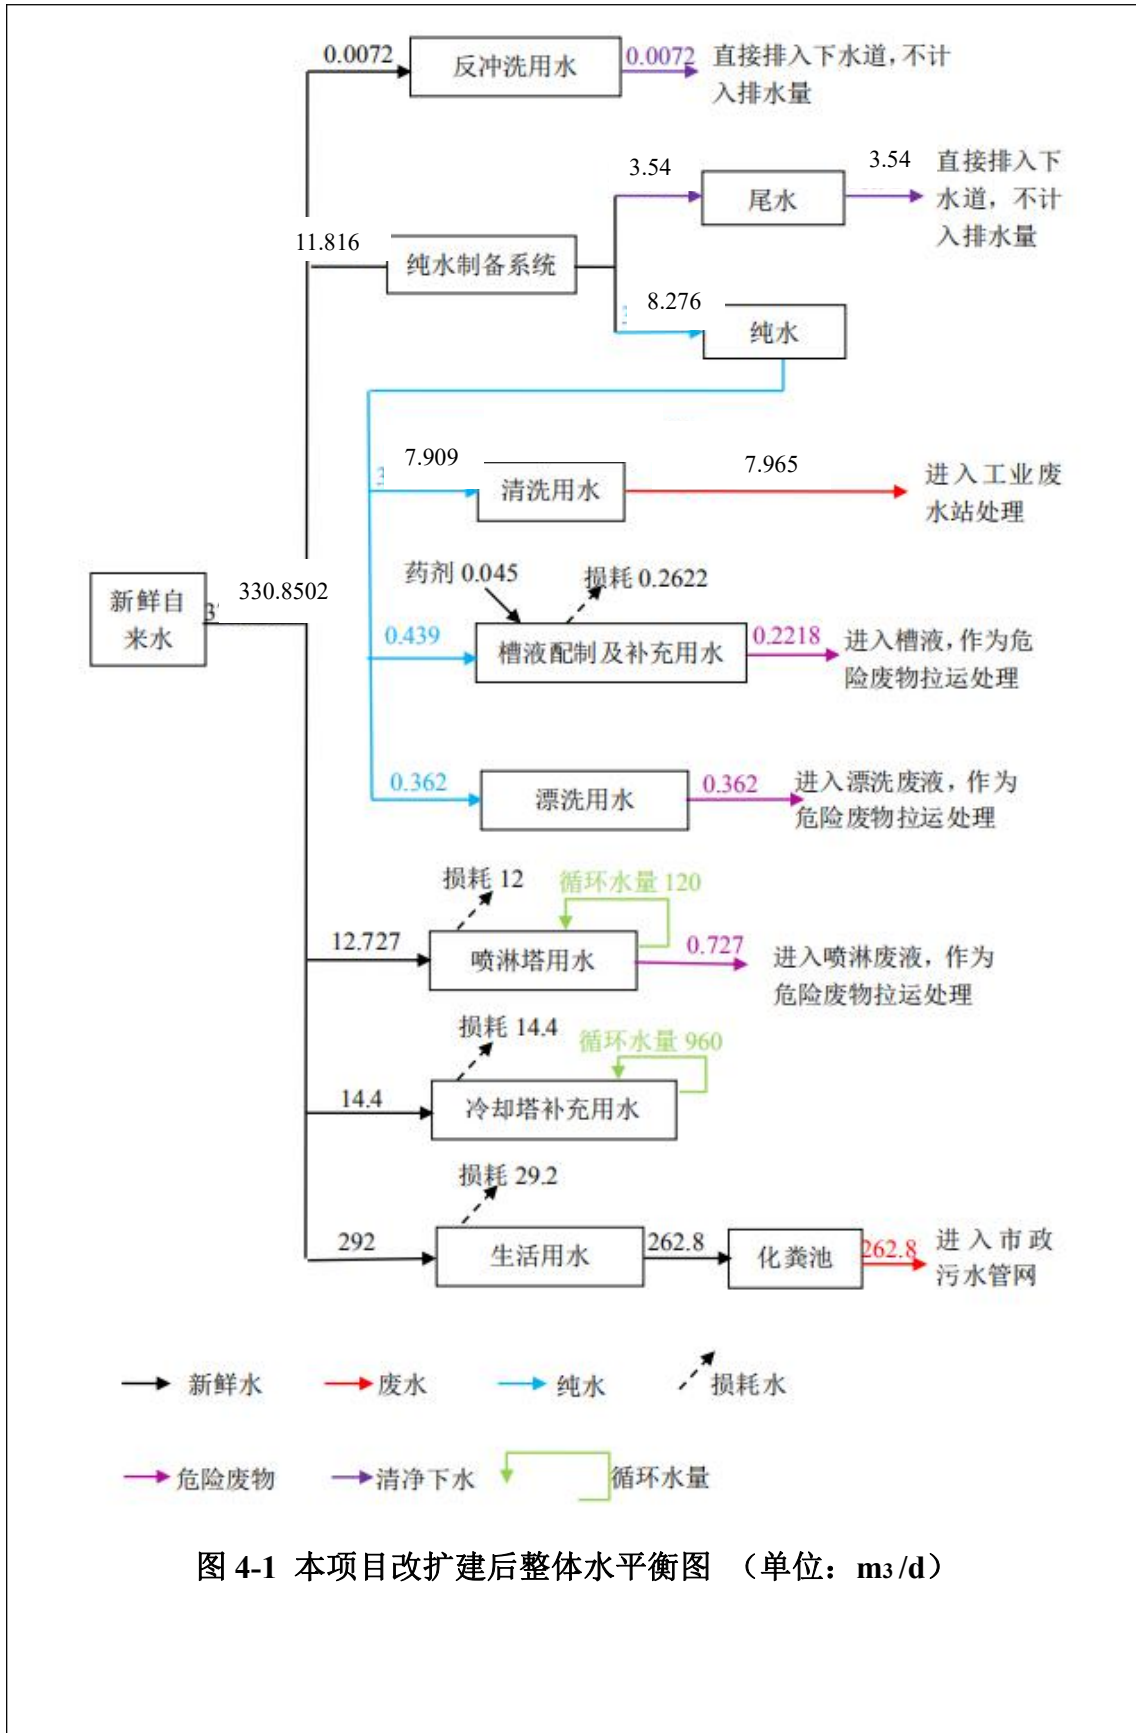 0.0072
反冲洗用水
0.0072
直接排入下水道，不计
入排水量
3.54
尾水
3.54
直接排入下
水道，不计
入排水量
11.816
纯水制备系统
8.276
纯水
7.909
清洗用水
7.965
进入工业废
水站处理
新鲜自
来水
330.8502
药剂 0.045
损耗 0.2622
0.439
槽液配制及补充用水
0.2218
进入槽液，作为危
险废物拉运处理
0.362
漂洗用水
0.362
进入漂洗废液，作为
危险废物拉运处理
损耗 12
循环水量 120
12.727
喷淋塔用水
0.727
进入喷淋废液，作为
危险废物拉运处理
损耗 14.4
循环水量 960
14.4
冷却塔补充用水
损耗 29.2
292
生活用水
262.8
化粪池
262.8
进入市政
污水管网
新鲜水
废水
纯水
损耗水
危险废物
清净下水
循环水量
图 4-1 本项目改扩建后整体水平衡图 （单位：m3 /d）